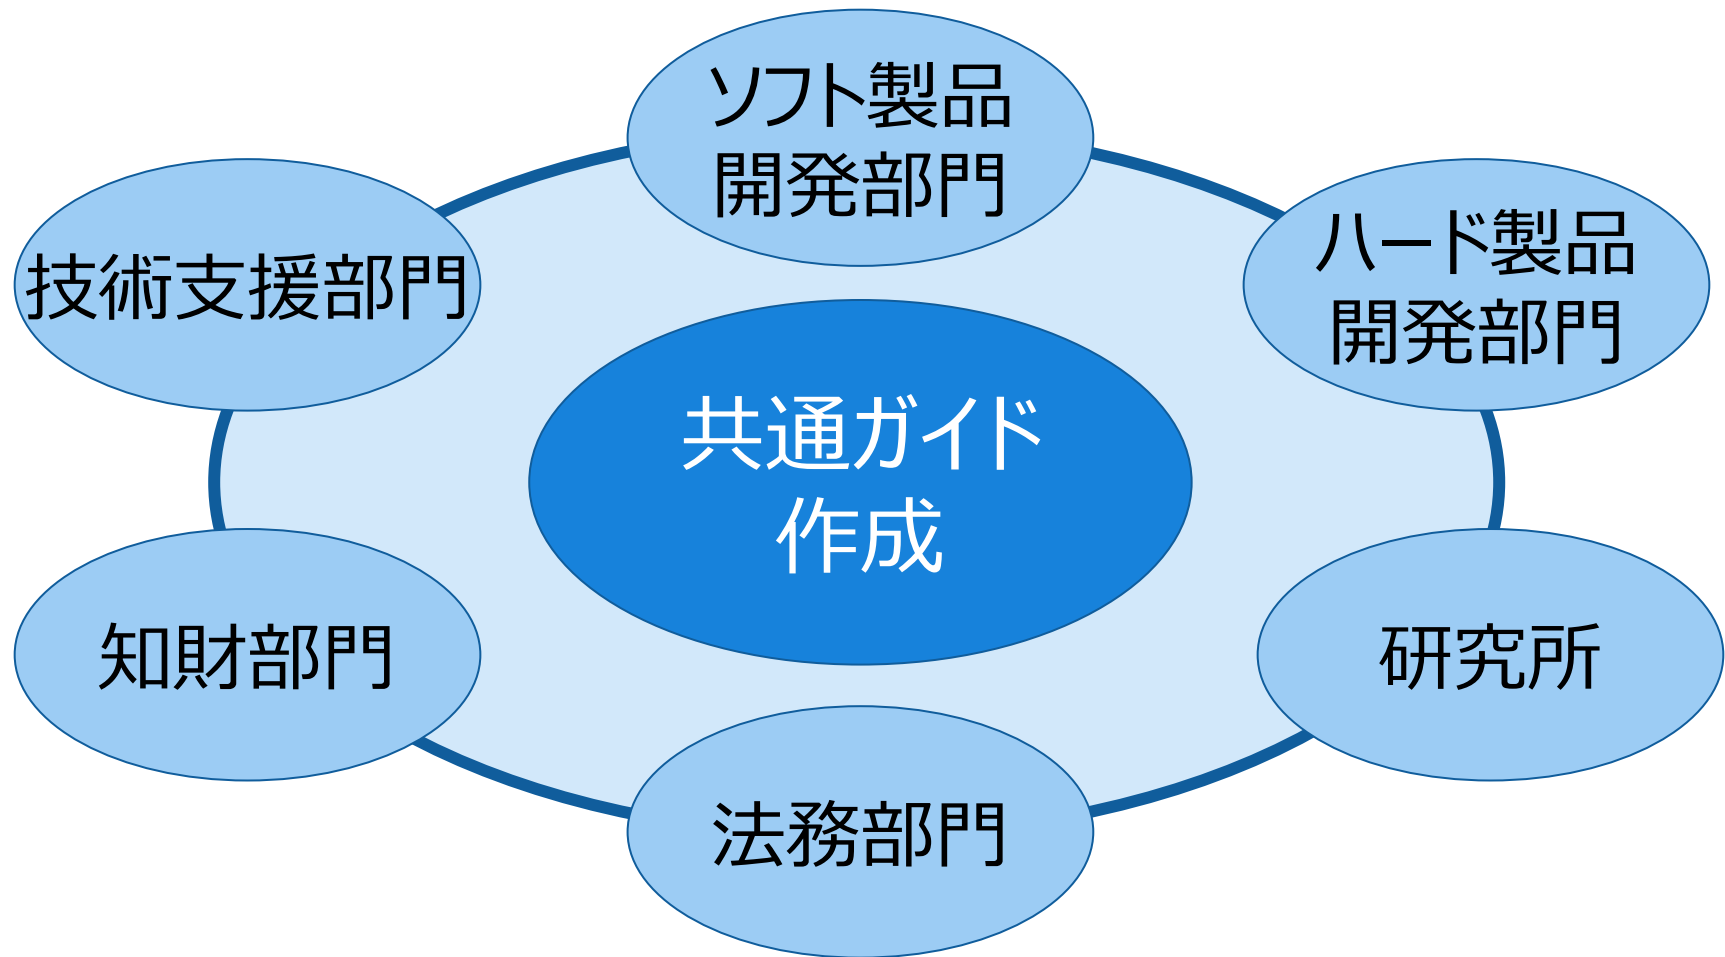 ソフト製品
開発部門
ハード製品
開発部門
技術支援部門
共通ガイド
作成
知財部門
研究所
法務部門